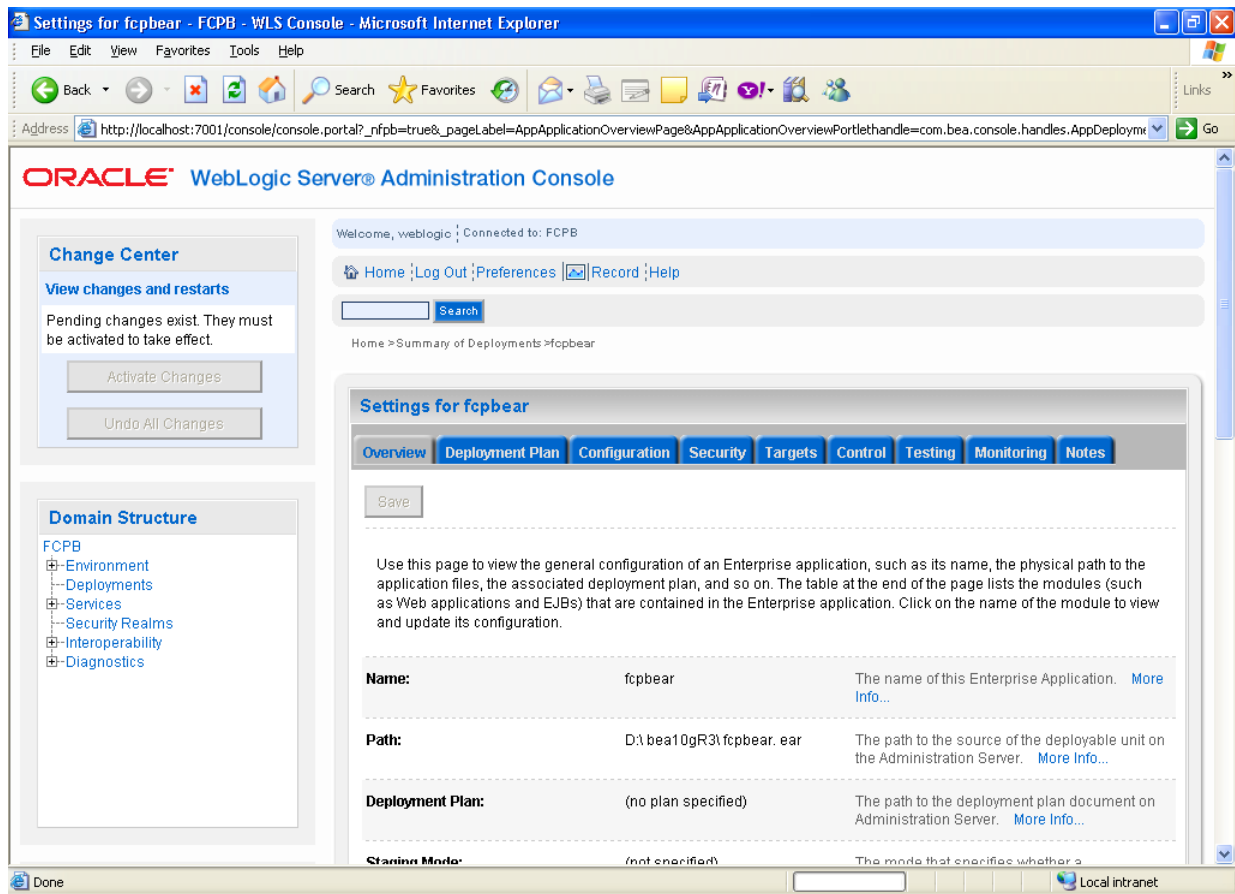 Settings for fcpbear - FCPB - WLS Console - Microsoft Internet Explorer
File Edit View Favorites Tools Help
Back Search Favorites Links
Address http://localhost:7001/console/console.portal?_nfpb=true&_pageLabel=AppApplicationOverviewPage&AppApplicationOverviewPortlethandle=com.bea.console.handles.AppDeployme Go
ORACLE WebLogic Server® Administration Console
Change Center
View changes and restarts
Pending changes exist. They must
be activated to take effect.
Activate Changes
Undo All Changes
Domain Structure
FCPB
Environment
Deployments
Services
Security Realms
Interoperability
Diagnostics
Welcome, weblogic Connected to: FCPB
Home Log Out Preferences Record Help
Search
Home >Summary of Deployments >fcpbear
Settings for fcpbear
Overview Deployment Plan Configuration Security Targets Control Testing Monitoring Notes
Save
Use this page to view the general configuration of an Enterprise application, such as its name, the physical path to the
application files, the associated deployment plan, and so on. The table at the end of the page lists the modules (such
as Web applications and EJBs) that are contained in the Enterprise application. Click on the name of the module to view
and update its configuration.
Name: fcpbear The name of this Enterprise Application. More
Info...
Path: D:\ bea10gR3\ fcpbear. ear The path to the source of the deployable unit on
the Administration Server. More Info...
Deployment Plan: (no plan specified) The path to the deployment plan document on
Administration Server. More Info...
Staging Mode: (not specified) The mode that specifies whether a
Done Local intranet